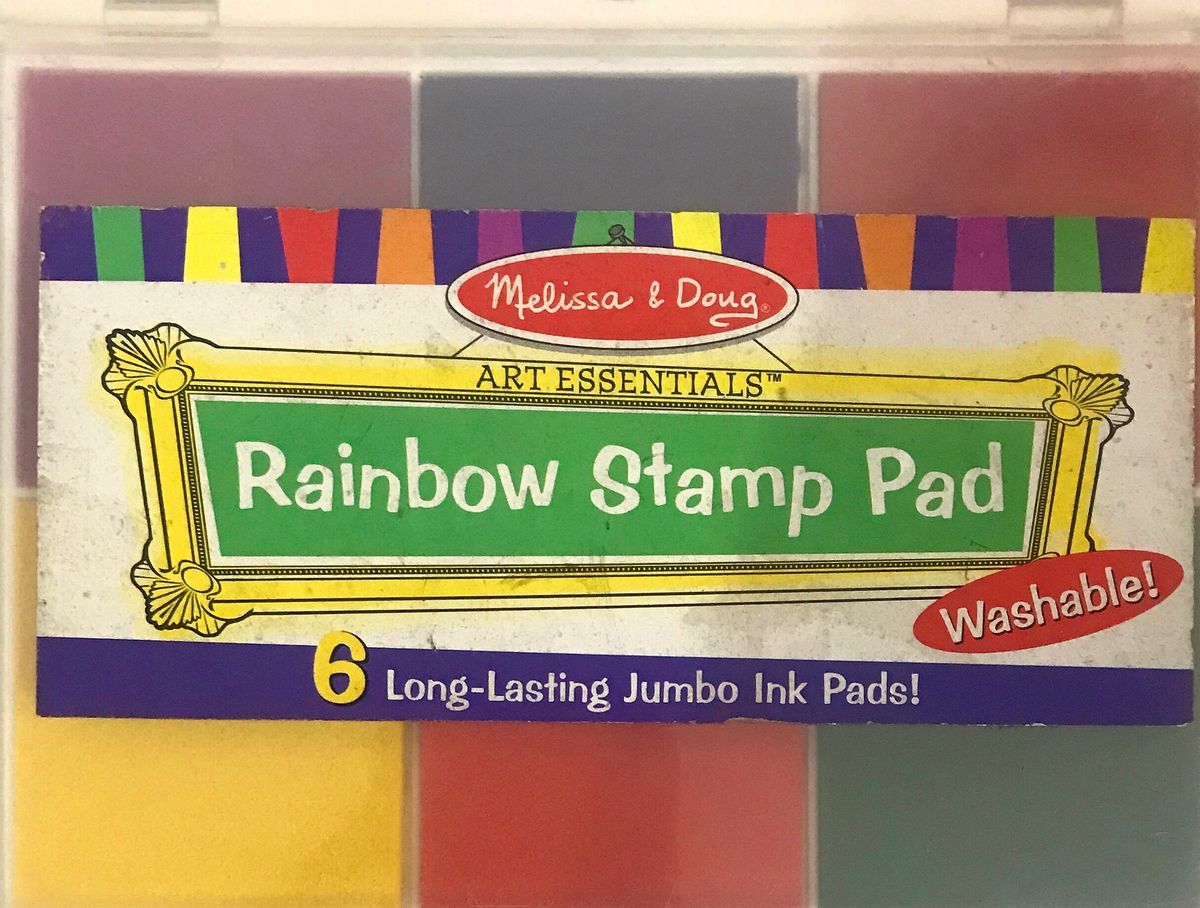 Melissa & Doug®
ART ESSENTIALS™
Rainbow Stamp Pad
Washable!
6 Long-Lasting Jumbo Ink Pads!